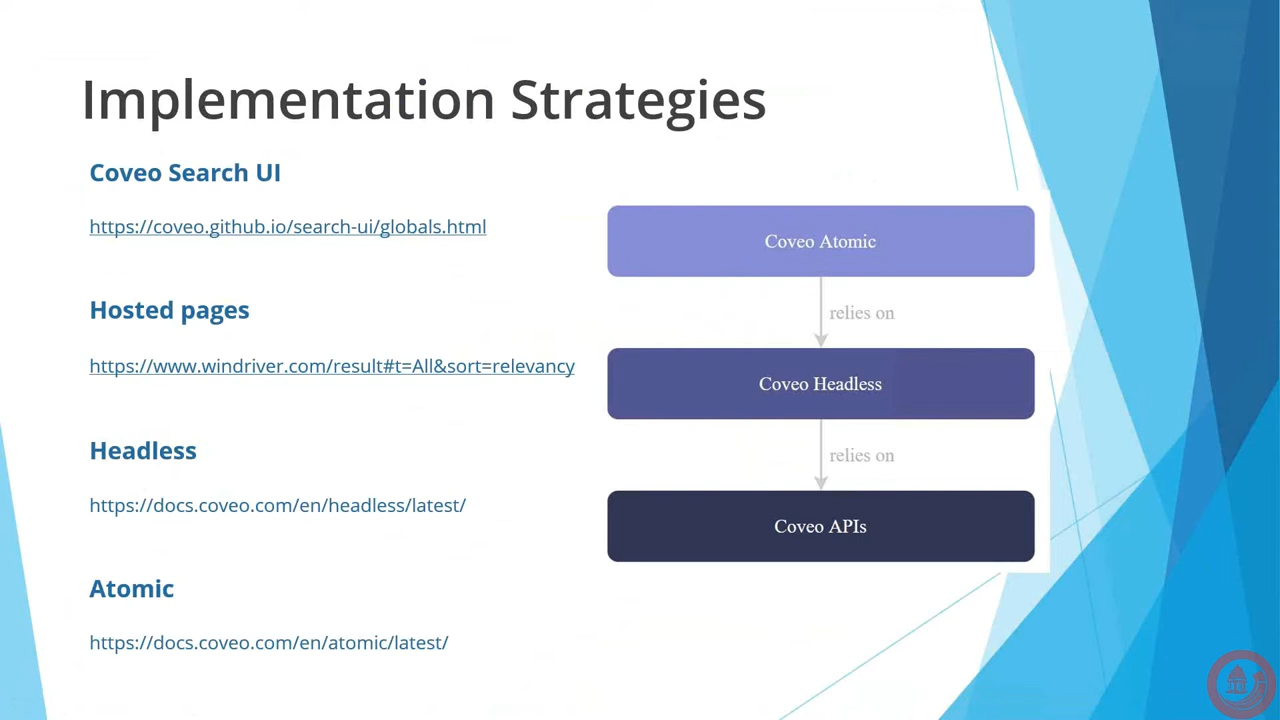 Implementation Strategies
Coveo Search UI
https://coveo.github.io/search-ui/globals.html
Hosted pages
https://www.windriver.com/result#t=All&sort=relevancy
Headless
https://docs.coveo.com/en/headless/latest/
Atomic
https://docs.coveo.com/en/atomic/latest/
Coveo Atomic
relies on
Coveo Headless
relies on
Coveo APIs